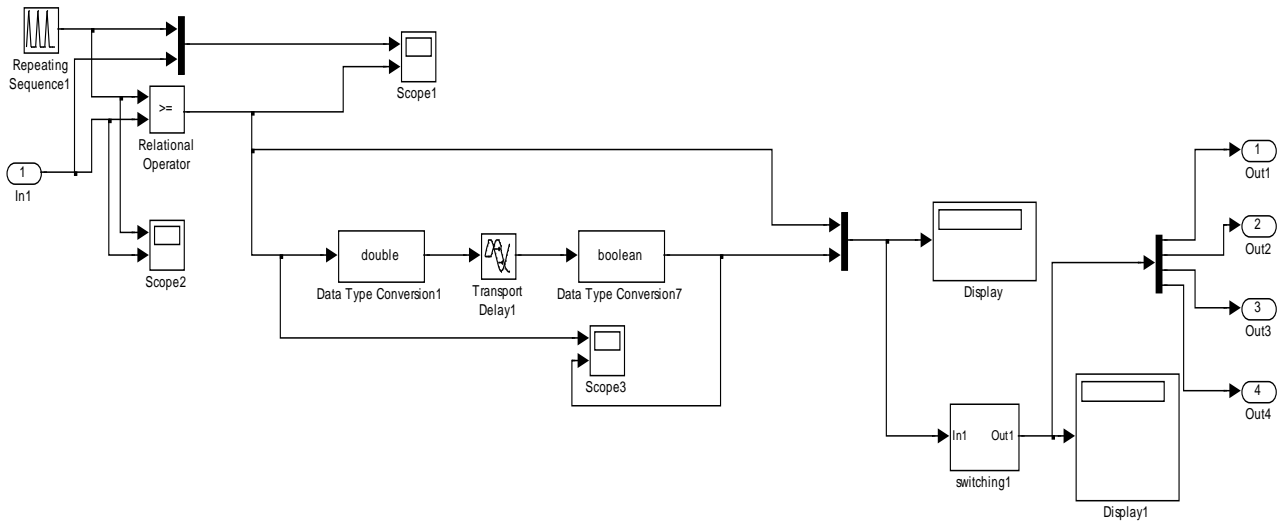 Repeating
Sequence1
Scope1
>=
Relational
Operator
1
In1
Scope2
double
Data Type Conversion1
Transport
Delay1
boolean
Data Type Conversion7
Scope3
Display
In1 Out1
switching1
Display1
1
Out1
2
Out2
3
Out3
4
Out4